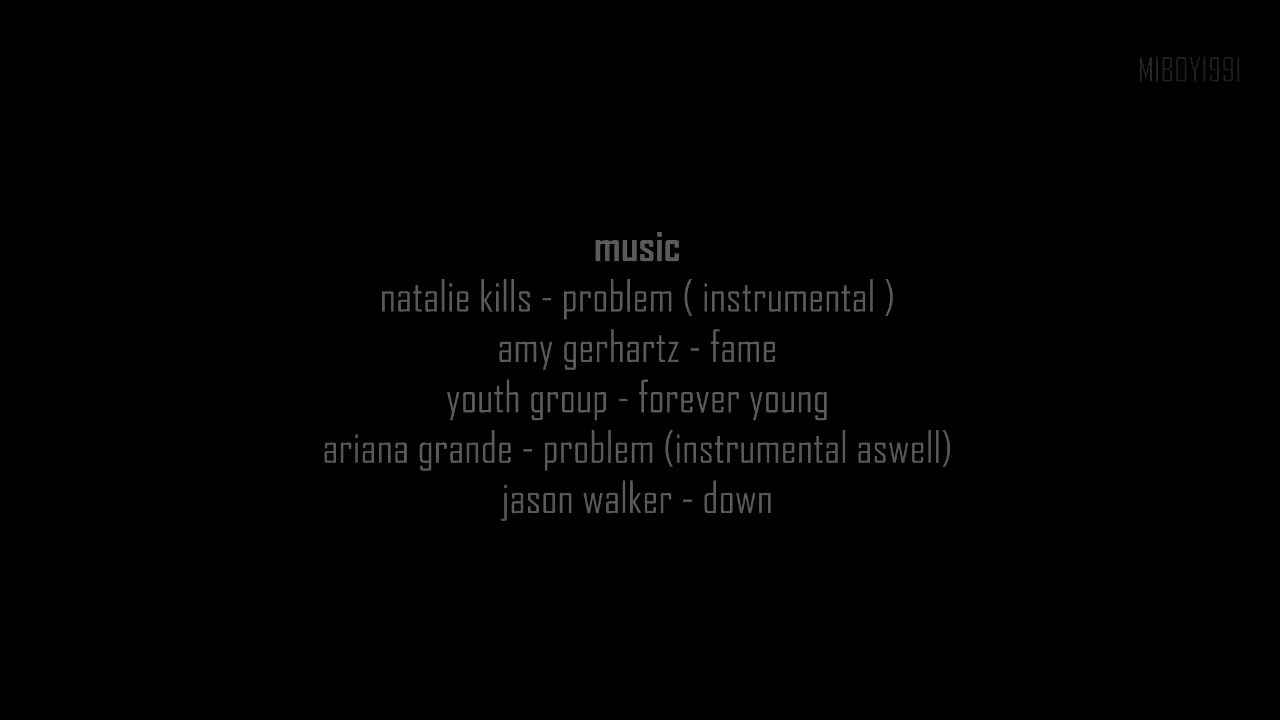 MIBOY1991
music
natalie kills - problem ( instrumental )
amy gerhartz - fame
youth group - forever young
ariana grande - problem (instrumental aswell)
jason walker - down